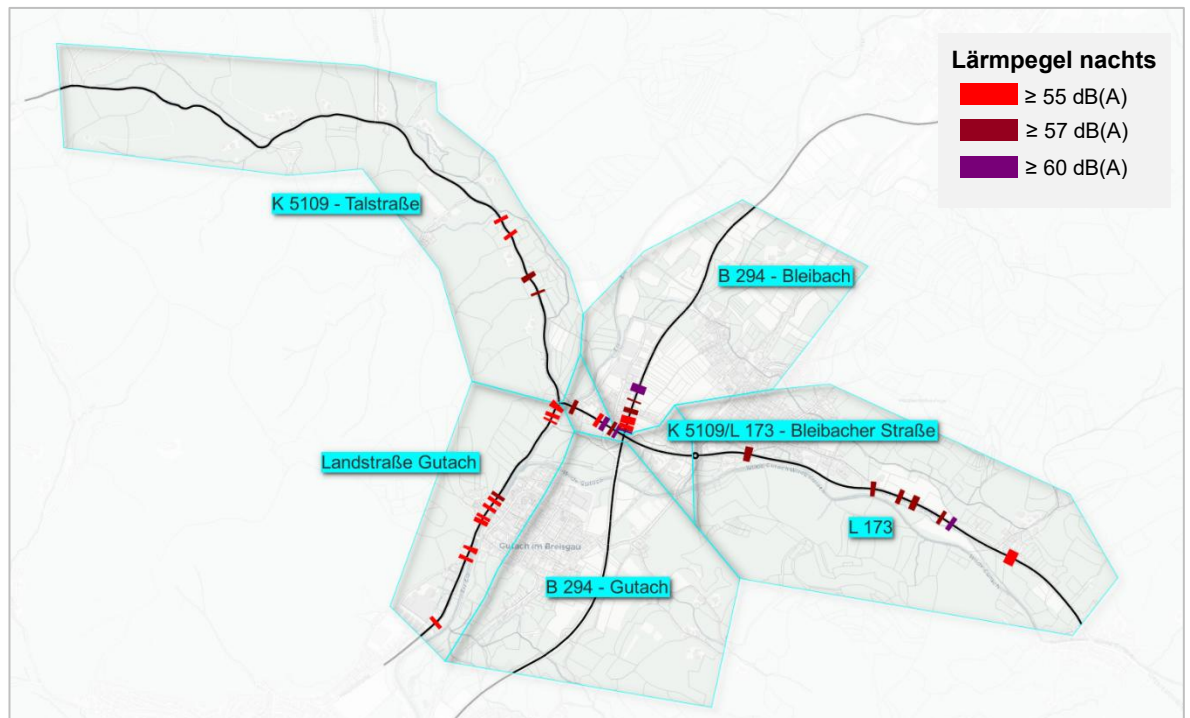 Lärmpegel nachts
≥ 55 dB(A)
≥ 57 dB(A)
≥ 60 dB(A)
K 5109 - Talstraße
B 294 - Bleibach
K 5109/L 173 - Bleibacher Straße
Landstraße Gutach
L 173
Gutach im Breisgau
B 294 - Gutach